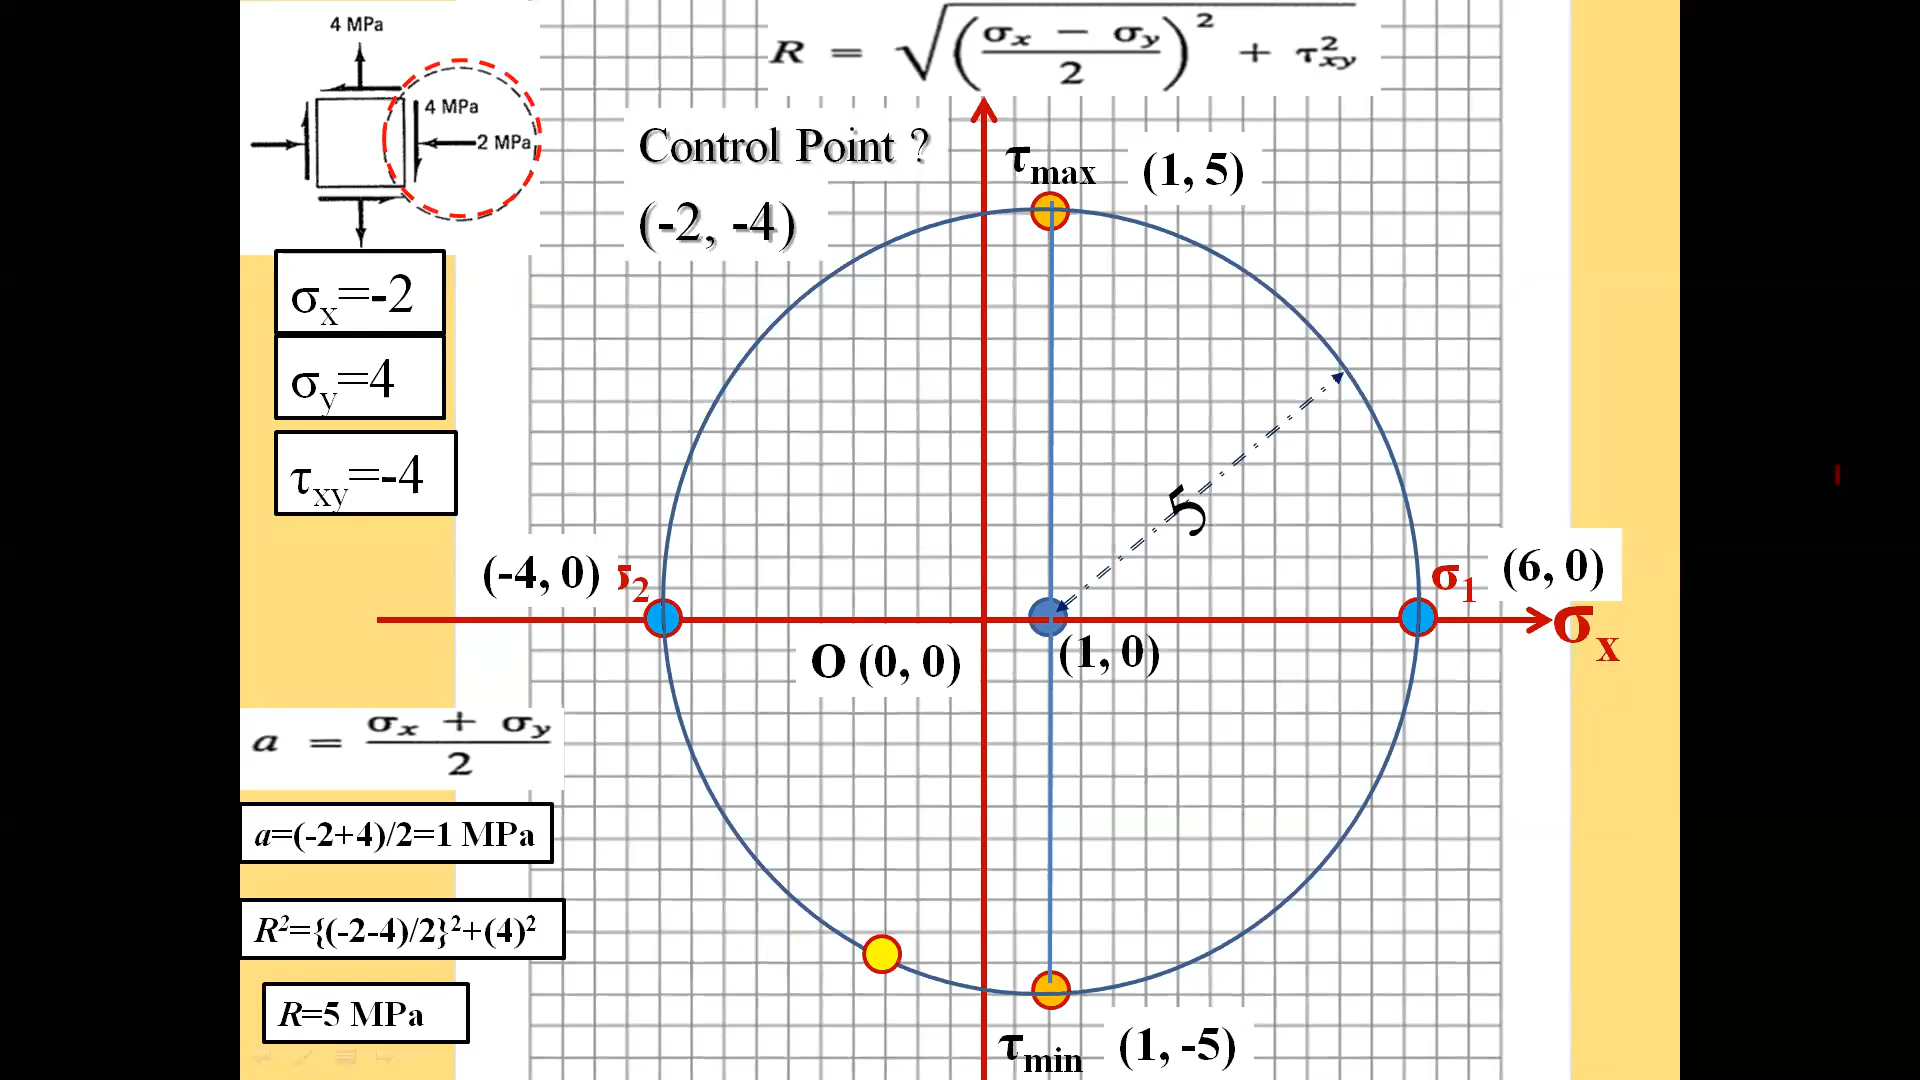 4 MPa
R = √((σx − σy)/2)² + τ²xy
4 MPa
2 MPa
Control Point ?
(-2, -4)
τmax (1, 5)
σx=-2
σy=4
τxy=-4
5
(-4, 0) σ2
σ1 (6, 0)
σx
O (0, 0)
(1, 0)
a = (σx + σy)/2
a=(-2+4)/2=1 MPa
R²={(-2-4)/2}²+(4)²
R=5 MPa
τmin (1, -5)